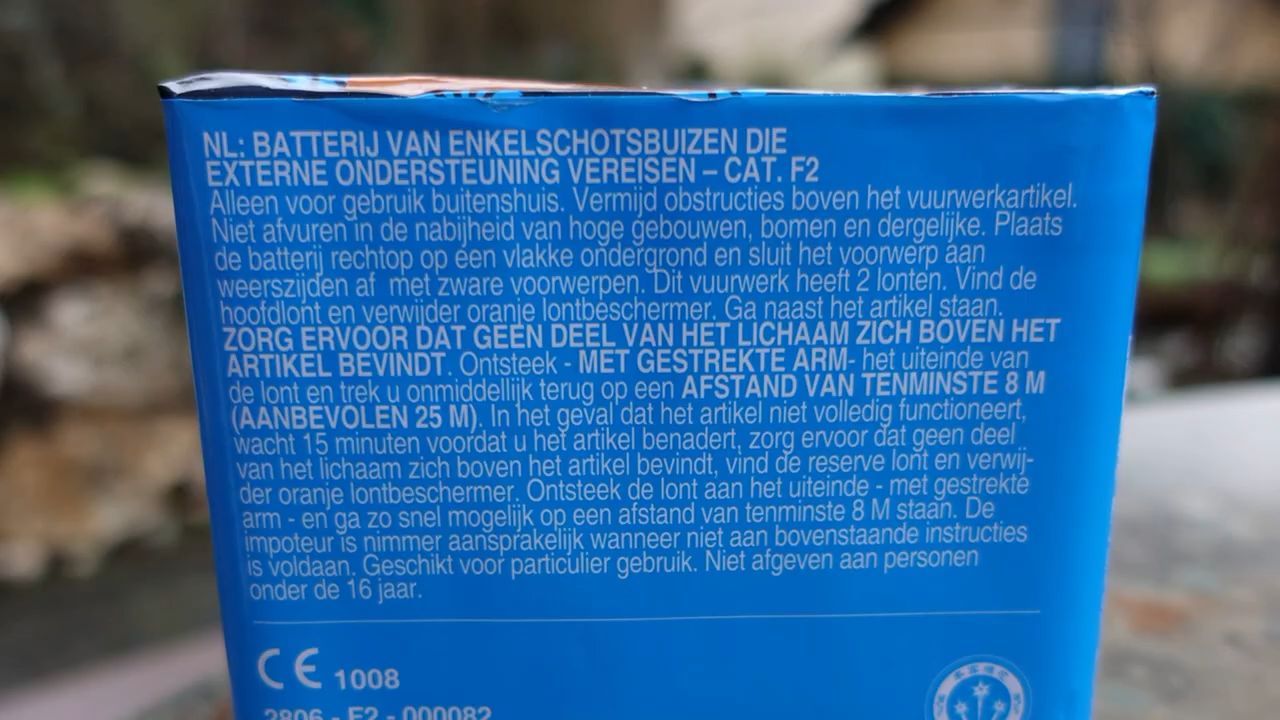 NL: BATTERIJ VAN ENKELSCHOTSBUIZEN DIE
EXTERNE ONDERSTEUNING VEREISEN – CAT. F2
Alleen voor gebruik buitenshuis. Vermijd obstructies boven het vuurwerkartikel.
Niet afvuren in de nabijheid van hoge gebouwen, bomen en dergelijke. Plaats
de batterij rechtop op een vlakke ondergrond en sluit het voorwerp aan
weerszijden af met zware voorwerpen. Dit vuurwerk heeft 2 lonten. Vind de
hoofdlont en verwijder oranje lontbeschermer. Ga naast het artikel staan.
ZORG ERVOOR DAT GEEN DEEL VAN HET LICHAAM ZICH BOVEN HET
ARTIKEL BEVINDT. Ontsteek - MET GESTREKTE ARM- het uiteinde van
de lont en trek u onmiddellijk terug op een AFSTAND VAN TENMINSTE 8 M
(AANBEVOLEN 25 M). In het geval dat het artikel niet volledig functioneert,
wacht 15 minuten voordat u het artikel benadert, zorg ervoor dat geen deel
van het lichaam zich boven het artikel bevindt, vind de reserve lont en verwij-
der oranje lontbeschermer. Ontsteek de lont aan het uiteinde - met gestrekte
arm - en ga zo snel mogelijk op een afstand van tenminste 8 M staan. De
impoteur is nimmer aansprakelijk wanneer niet aan bovenstaande instructies
is voldaan. Geschikt voor particulier gebruik. Niet afgeven aan personen
onder de 16 jaar.
CE 1008
2806 - F2 - 000082